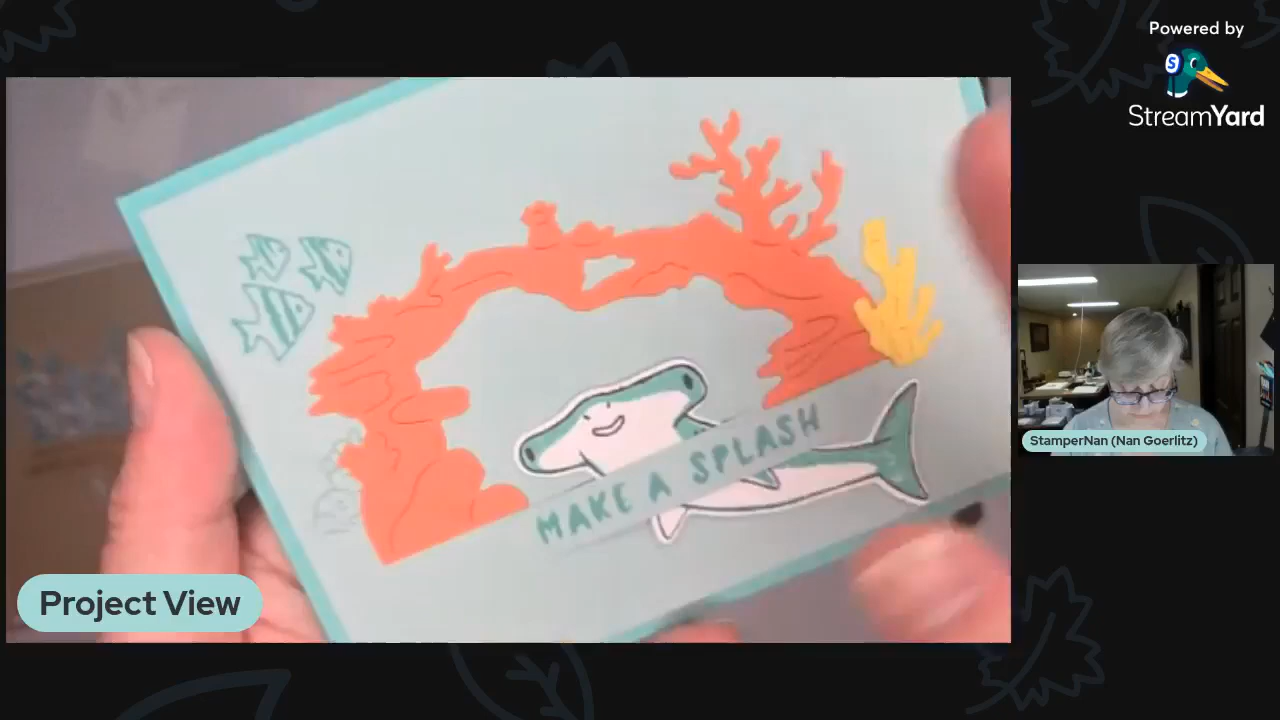 Powered by
S
StreamYard
MAKE A SPLASH
StamperNan (Nan Goerlitz)
Project View